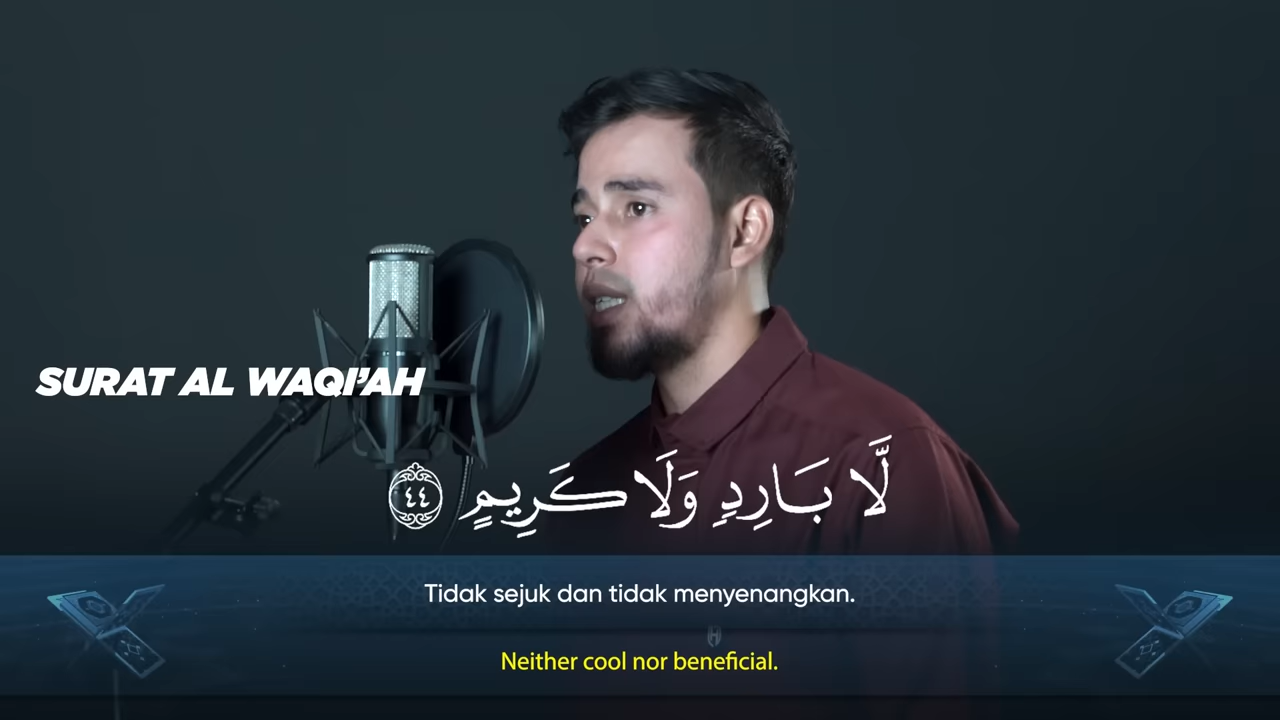 SURAT AL WAQI'AH
لَّا بَارِدٍ وَلَا كَرِيمٍ ٤٤
Tidak sejuk dan tidak menyenangkan.
Neither cool nor beneficial.